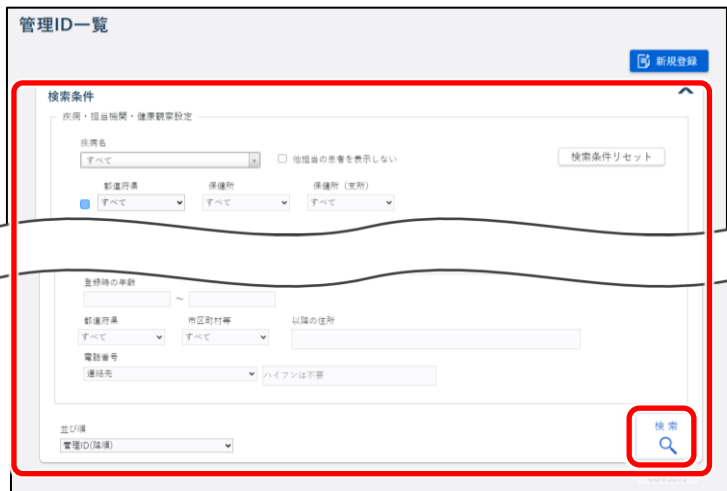 管理ID一覧
新規登録
検索条件
疾病・担当機関・健康観察設定
疾病名
すべて
他担当の患者を表示しない
検索条件リセット
都道府県 保健所 保健所（支所）
すべて すべて すべて
登録時の年齢
～
都道府県 市区町村等 以降の住所
すべて すべて
電話番号
連絡先 ハイフンは不要
並び順
管理ID(降順)
検索